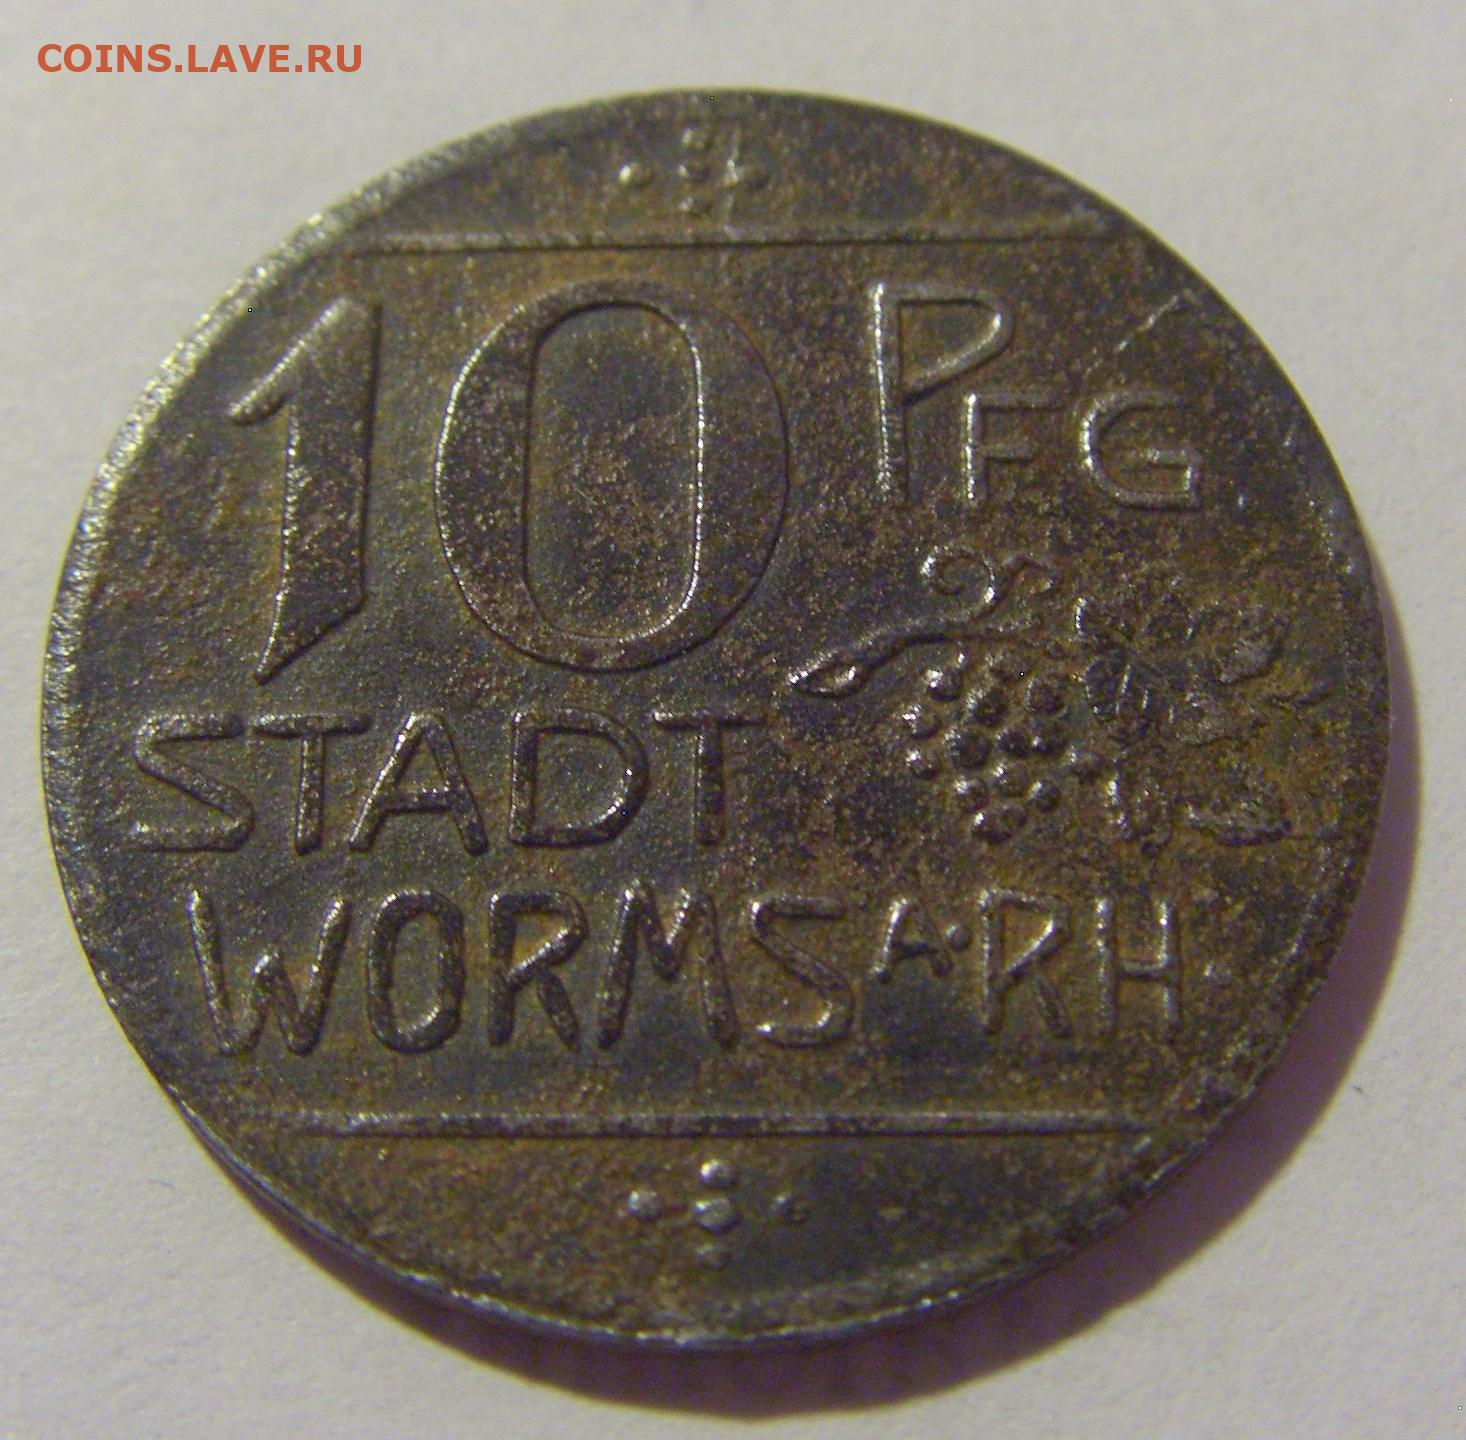 COINS.LAVE.RU
10 PFG
STADT
WORMS A·RH